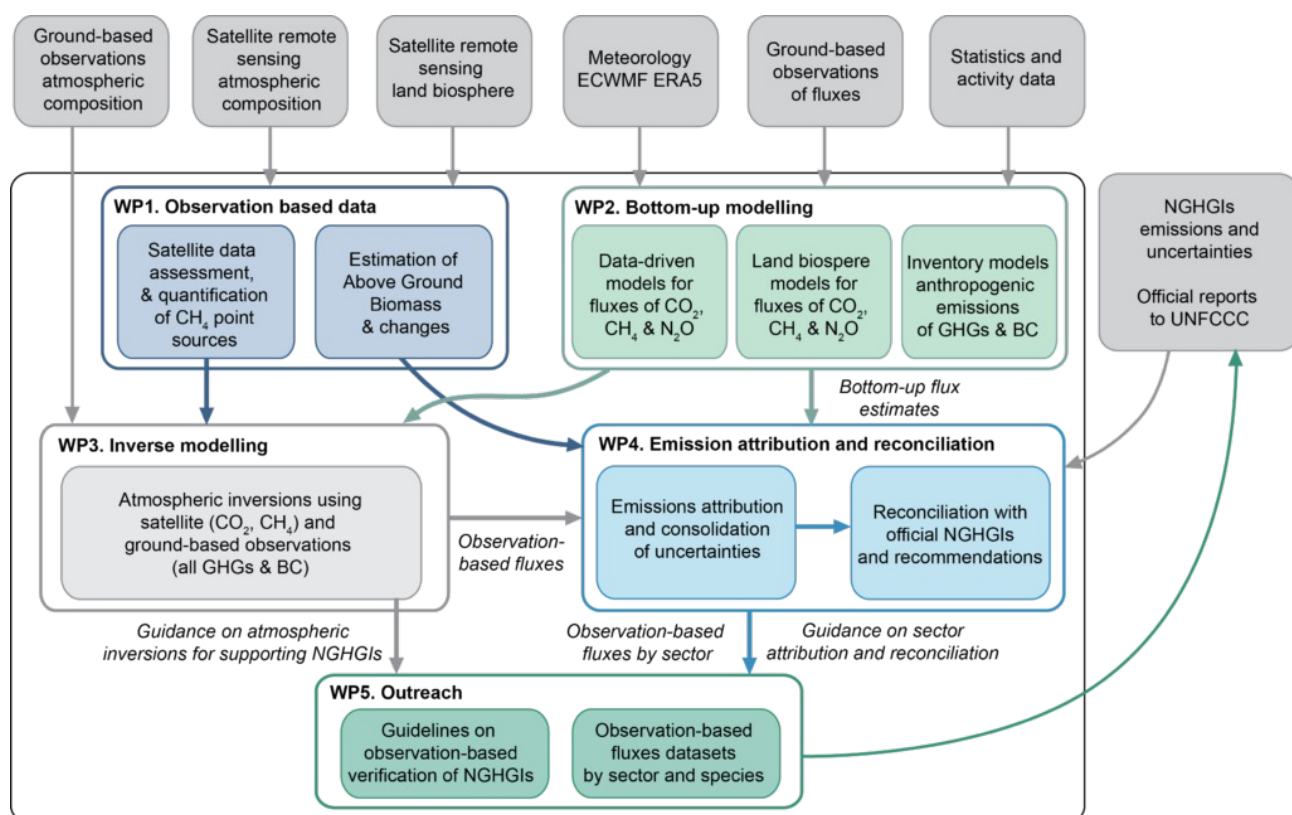 Ground-based
observations
atmospheric
composition
Satellite remote
sensing
atmospheric
composition
Satellite remote
sensing
land biosphere
Meteorology
ECWMF ERA5
Ground-based
observations
of fluxes
Statistics and
activity data
WP1. Observation based data
Satellite data
assessment,
& quantification
of CH₄ point
sources
Estimation of
Above Ground
Biomass
& changes
WP2. Bottom-up modelling
Data-driven
models for
fluxes of CO₂,
CH₄ & N₂O
Land biospere
models for
fluxes of CO₂,
CH₄ & N₂O
Inventory models
anthropogenic
emissions
of GHGs & BC
NGHGIs
emissions and
uncertainties
Official reports
to UNFCCC
Bottom-up flux
estimates
WP3. Inverse modelling
Atmospheric inversions using
satellite (CO₂, CH₄) and
ground-based observations
(all GHGs & BC)
Observation-
based fluxes
WP4. Emission attribution and reconciliation
Emissions attribution
and consolidation
of uncertainties
Reconciliation with
official NGHGIs
and recommendations
Guidance on atmospheric
inversions for supporting NGHGIs
Observation-based
fluxes by sector
Guidance on sector
attribution and reconciliation
WP5. Outreach
Guidelines on
observation-based
verification of NGHGIs
Observation-based
fluxes datasets
by sector and species